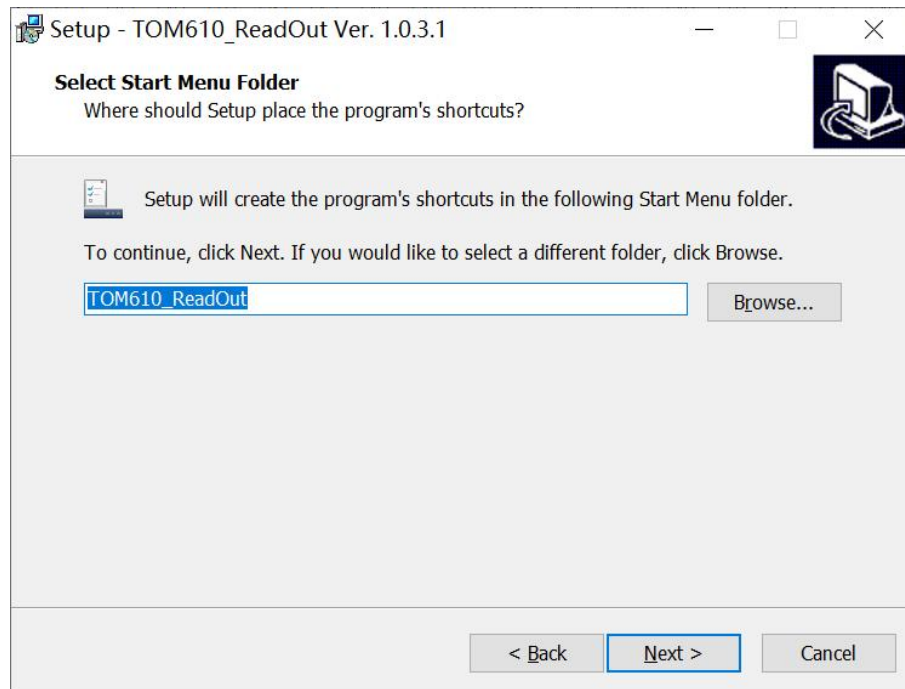 Setup - TOM610_ReadOut Ver. 1.0.3.1
Select Start Menu Folder
Where should Setup place the program's shortcuts?
Setup will create the program's shortcuts in the following Start Menu folder.
To continue, click Next. If you would like to select a different folder, click Browse.
TOM610_ReadOut
Browse...
< Back
Next >
Cancel